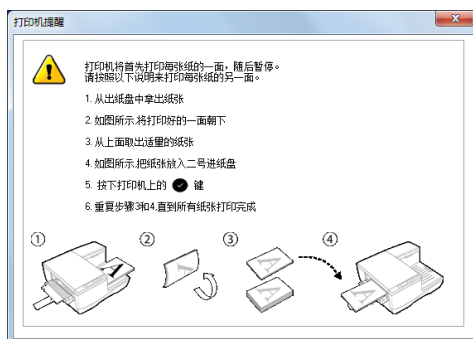 打印机提醒
打印机将首先打印每张纸的一面，随后暂停。
请按照以下说明来打印每张纸的另一面。
1. 从出纸盘中拿出纸张
2. 如图所示,将打印好的一面朝下
3. 从上面取出适量的纸张
4. 如图所示,把纸张放入二号进纸盘
5. 按下打印机上的 ✓ 键
6. 重复步骤3和4,直到所有纸张打印完成
① ② ③ ④
A A A A